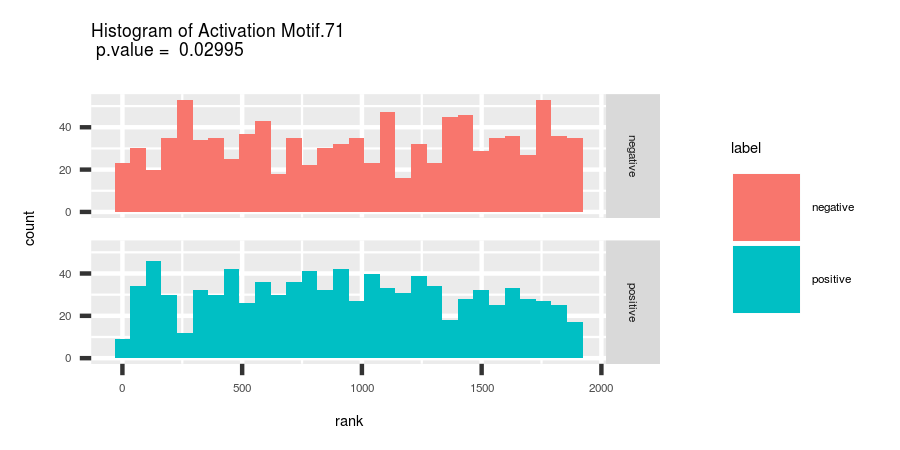 Histogram of Activation Motif.71
p.value = 0.02995
count
40
20
0
negative
40
20
0
positive
0 500 1000 1500 2000
rank
label
negative
positive